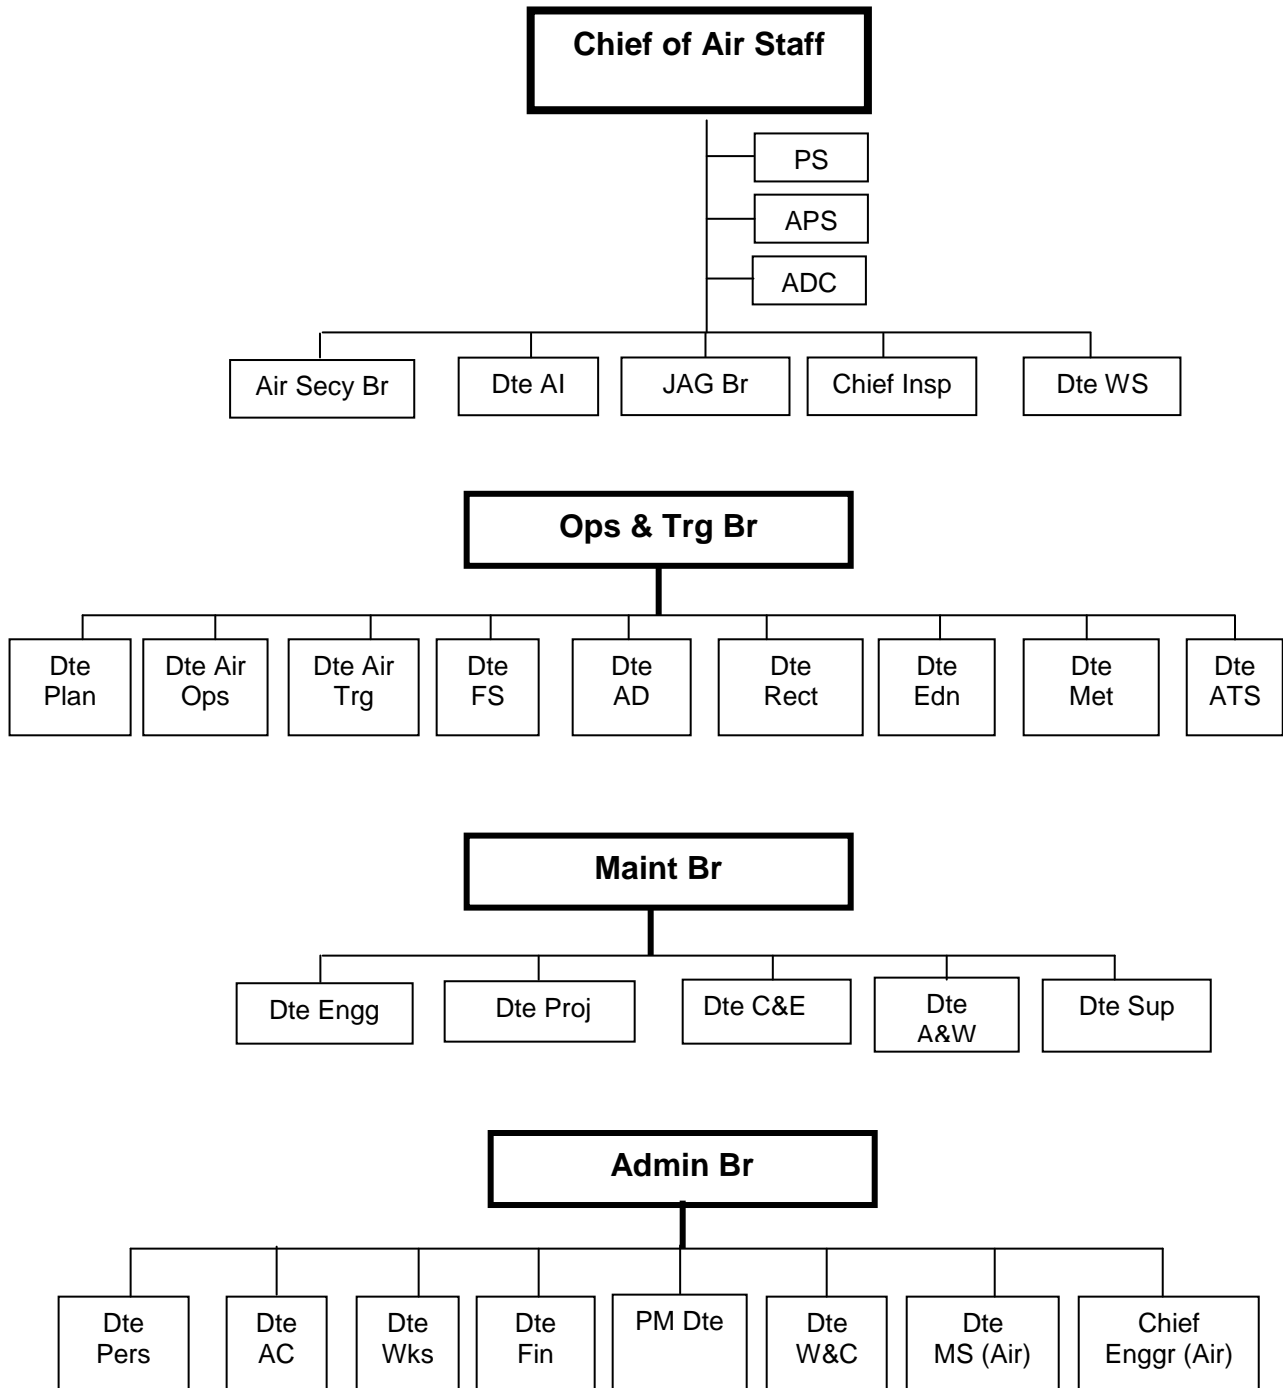 Chief of Air Staff
PS
APS
ADC
Air Secy Br
Dte AI
JAG Br
Chief Insp
Dte WS
Ops & Trg Br
Dte
Plan
Dte Air
Ops
Dte Air
Trg
Dte
FS
Dte
AD
Dte
Rect
Dte
Edn
Dte
Met
Dte
ATS
Maint Br
Dte Engg
Dte Proj
Dte C&E
Dte
A&W
Dte Sup
Admin Br
Dte
Pers
Dte
AC
Dte
Wks
Dte
Fin
PM Dte
Dte
W&C
Dte
MS (Air)
Chief
Enggr (Air)